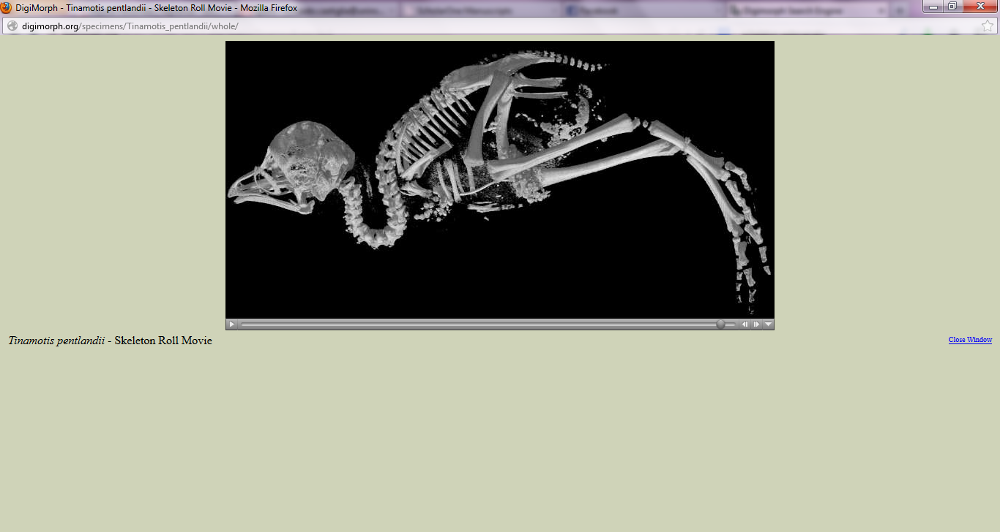 DigiMorph - Tinamotis pentlandii - Skeleton Roll Movie - Mozilla Firefox
digimorph.org/specimens/Tinamotis_pentlandii/whole/
Tinamotis pentlandii - Skeleton Roll Movie
Close Window